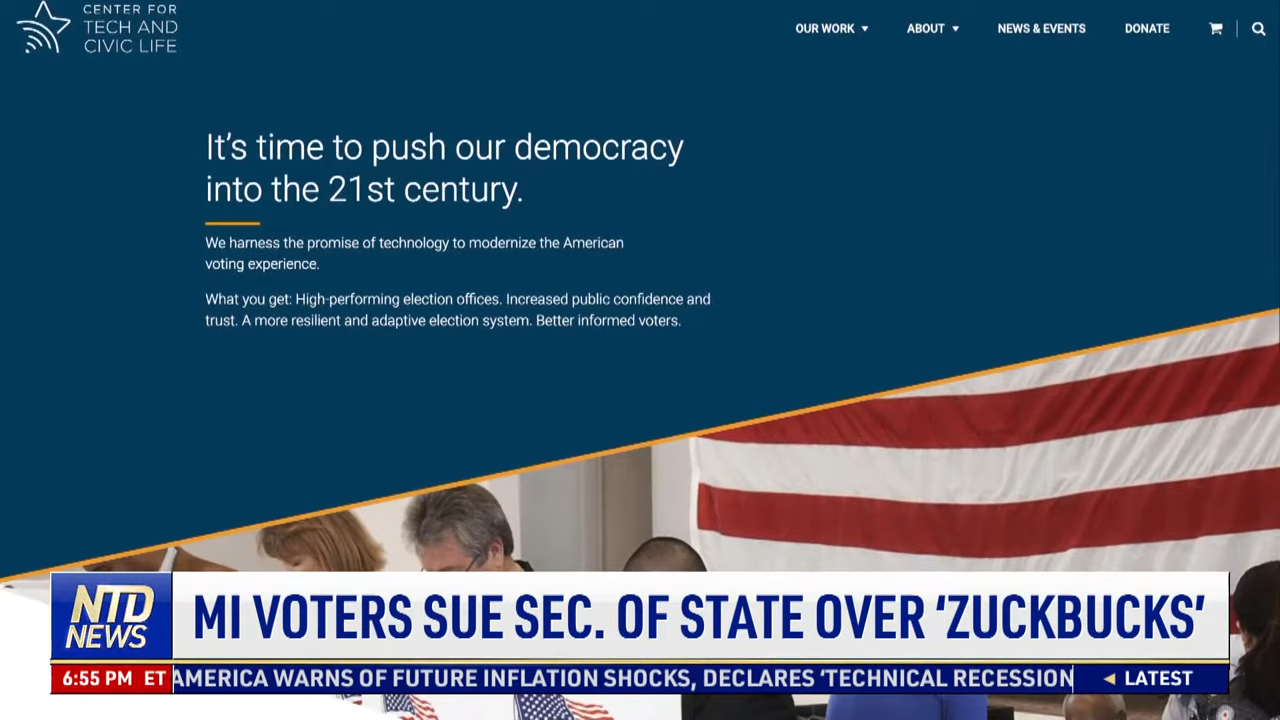 CENTER FOR
TECH AND
CIVIC LIFE
OUR WORK
ABOUT
NEWS & EVENTS
DONATE
It's time to push our democracy
into the 21st century.
We harness the promise of technology to modernize the American
voting experience.
What you get: High-performing election offices. Increased public confidence and
trust. A more resilient and adaptive election system. Better informed voters.
NTD
NEWS
MI VOTERS SUE SEC. OF STATE OVER ‘ZUCKBUCKS’
6:55 PM ET
AMERICA WARNS OF FUTURE INFLATION SHOCKS, DECLARES ‘TECHNICAL RECESSION
LATEST